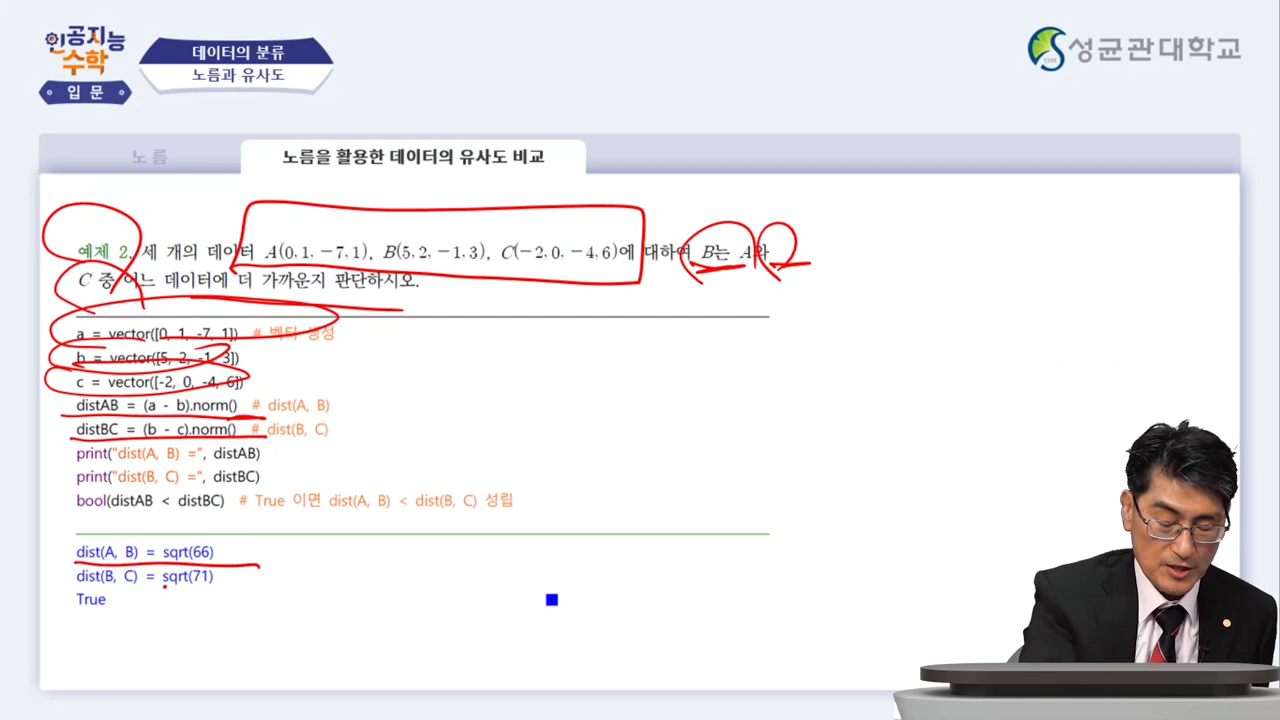 인공지능
수학
입 문
데이터의 분류
노름과 유사도
성균관대학교
노 름
노름을 활용한 데이터의 유사도 비교
예제 2. 세 개의 데이터 A(0, 1, −7, 1), B(5, 2, −1, 3), C(−2, 0, −4, 6)에 대하여 B는 A와
C 중 어느 데이터에 더 가까운지 판단하시오.
a = vector([0, 1, -7, 1]) # 벡터 생성
b = vector([5, 2, -1, 3])
c = vector([-2, 0, -4, 6])
distAB = (a - b).norm() # dist(A, B)
distBC = (b - c).norm() # dist(B, C)
print("dist(A, B) =", distAB)
print("dist(B, C) =", distBC)
bool(distAB < distBC) # True 이면 dist(A, B) < dist(B, C) 성립
dist(A, B) = sqrt(66)
dist(B, C) = sqrt(71)
True